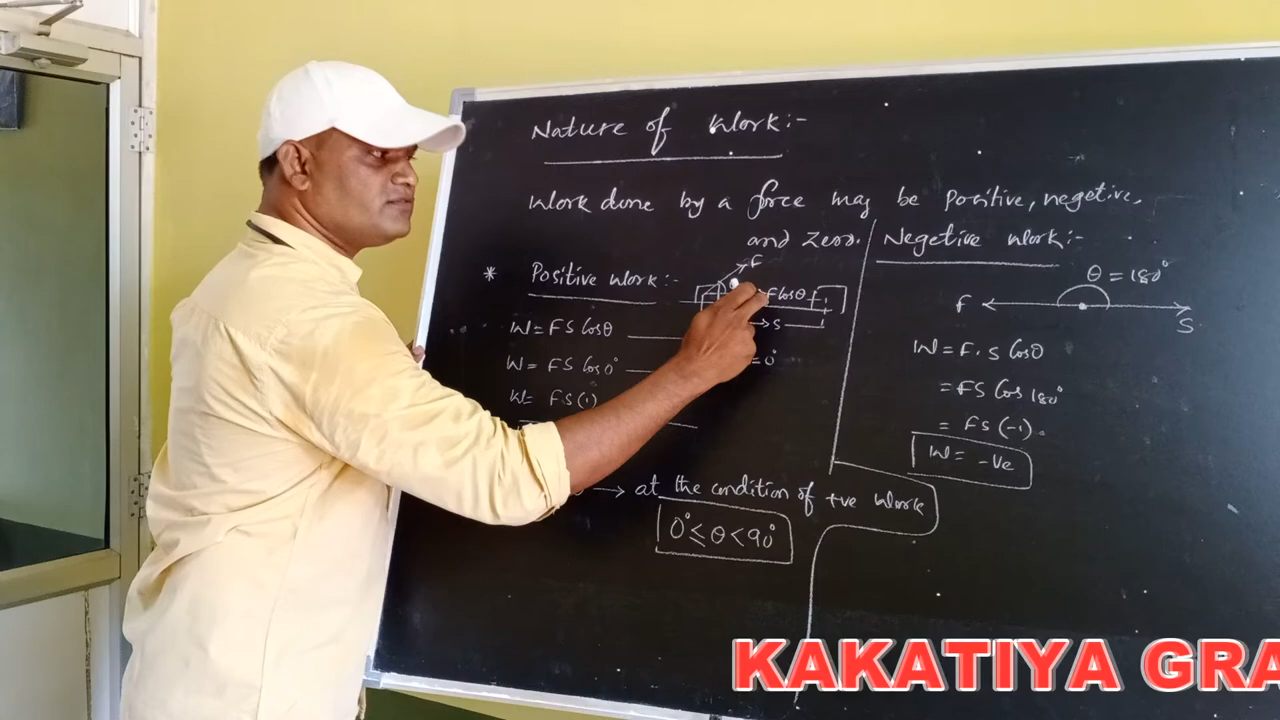 Nature of Work:-
Work done by a force may be Positive, negetive,
and Zero.
* Positive Work:-
F
Fcosθ
S
W = FS Cosθ
W = FS Cos0°
= 0°
W = FS(1)
→ at the condition of +ve Work
0° ≤ θ < 90°
Negetive Work:-
θ = 180°
F
S
W = F.S Cosθ
= FS Cos 180°
= FS (-1).
W = -Ve
KAKATIYA GRA